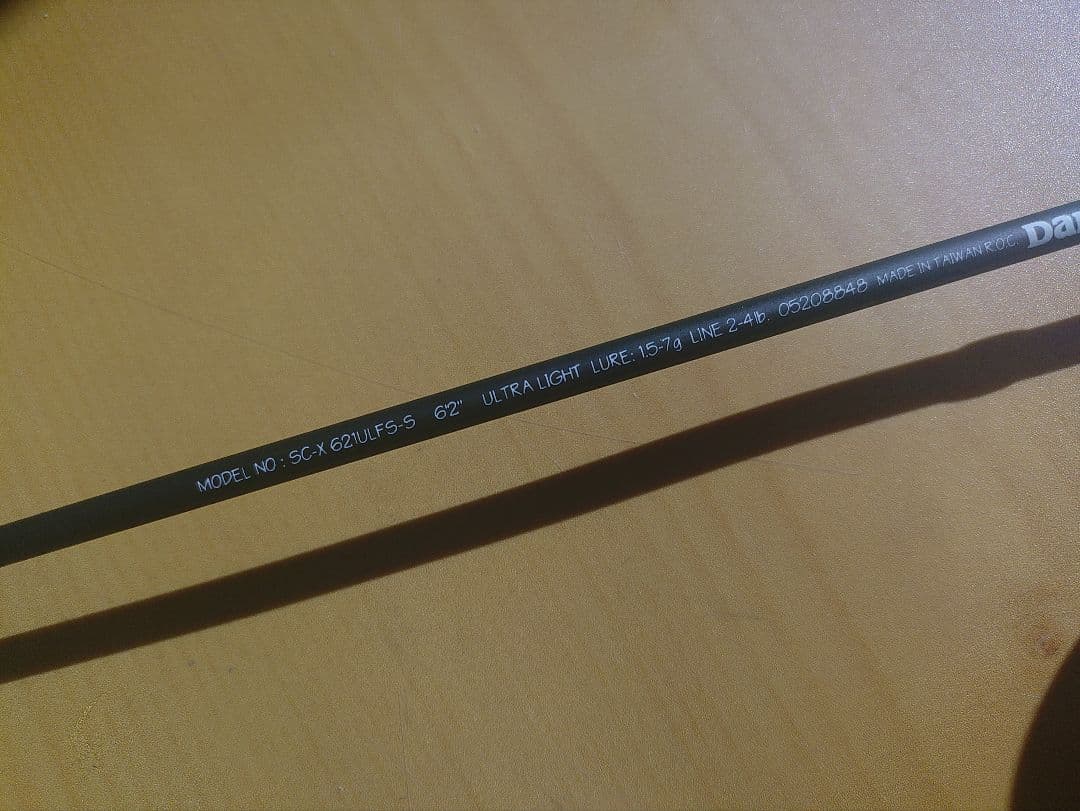 MODEL NO : SC-X 621ULFS-S 6'2" ULTRA LIGHT LURE: 1.5-7g LINE 2-4lb. 05208848 MADE IN TAIWAN R.O.C.